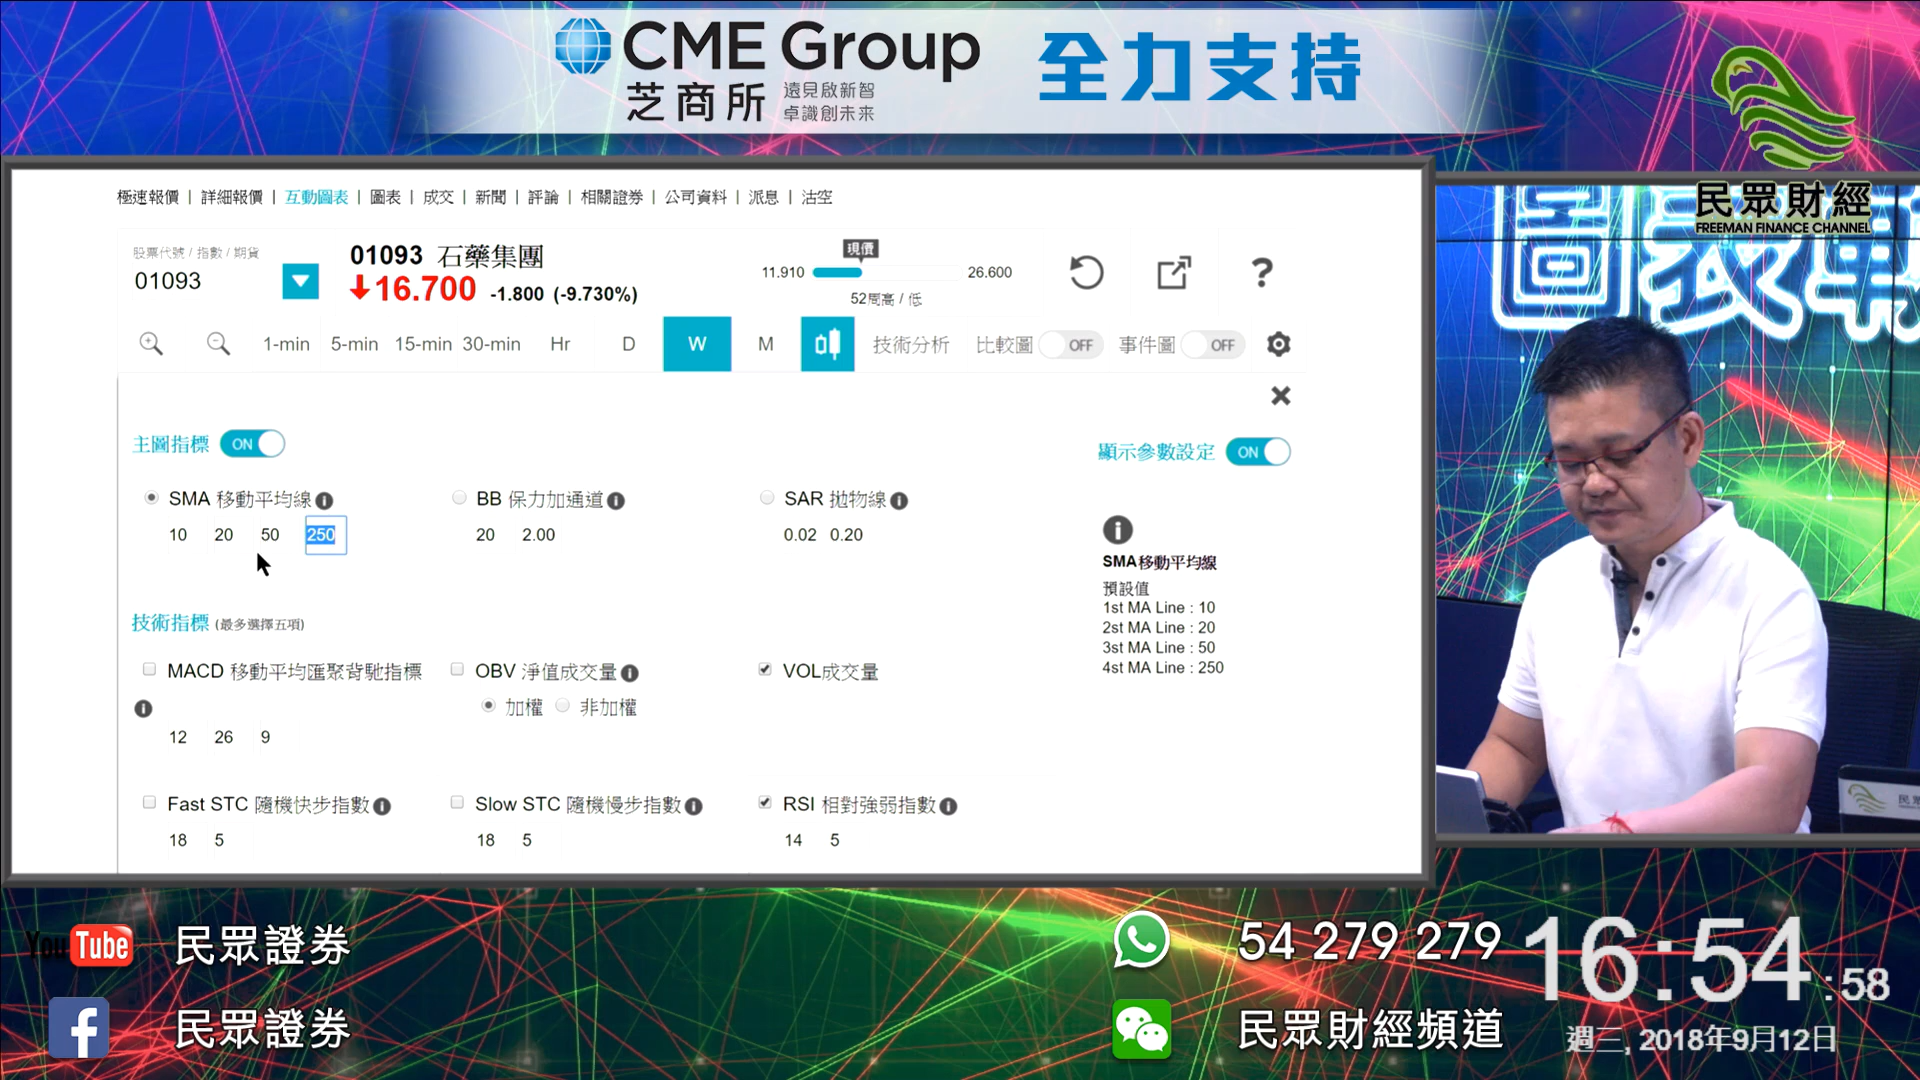 CME Group
芝商所
遠見啟新智
卓識創未来
全力支持
民眾財經
FREEMAN FINANCE CHANNEL
極速報價 | 詳細報價 | 互動圖表 | 圖表 | 成交 | 新聞 | 評論 | 相關證券 | 公司資料 | 派息 | 沽空
股票代號 / 指數 / 期貨
01093
01093 石藥集團
16.700 -1.800 (-9.730%)
現價
11.910 26.600
52周高 / 低
?
1-min 5-min 15-min 30-min Hr D W M 技術分析 比較圖 OFF 事件圖 OFF
主圖指標 ON
顯示參數設定 ON
SMA 移動平均線
10 20 50 250
BB 保力加通道
20 2.00
SAR 拋物線
0.02 0.20
SMA移動平均線
預設值
1st MA Line : 10
2st MA Line : 20
3st MA Line : 50
4st MA Line : 250
技術指標 (最多選擇五項)
MACD 移動平均匯聚背馳指標
12 26 9
OBV 淨值成交量
加權 非加權
VOL成交量
Fast STC 隨機快步指數
18 5
Slow STC 隨機慢步指數
18 5
RSI 相對強弱指數
14 5
圖表
YouTube 民眾證券
f 民眾證券
54 279 279
民眾財經頻道
16:54:58
週三, 2018年9月12日